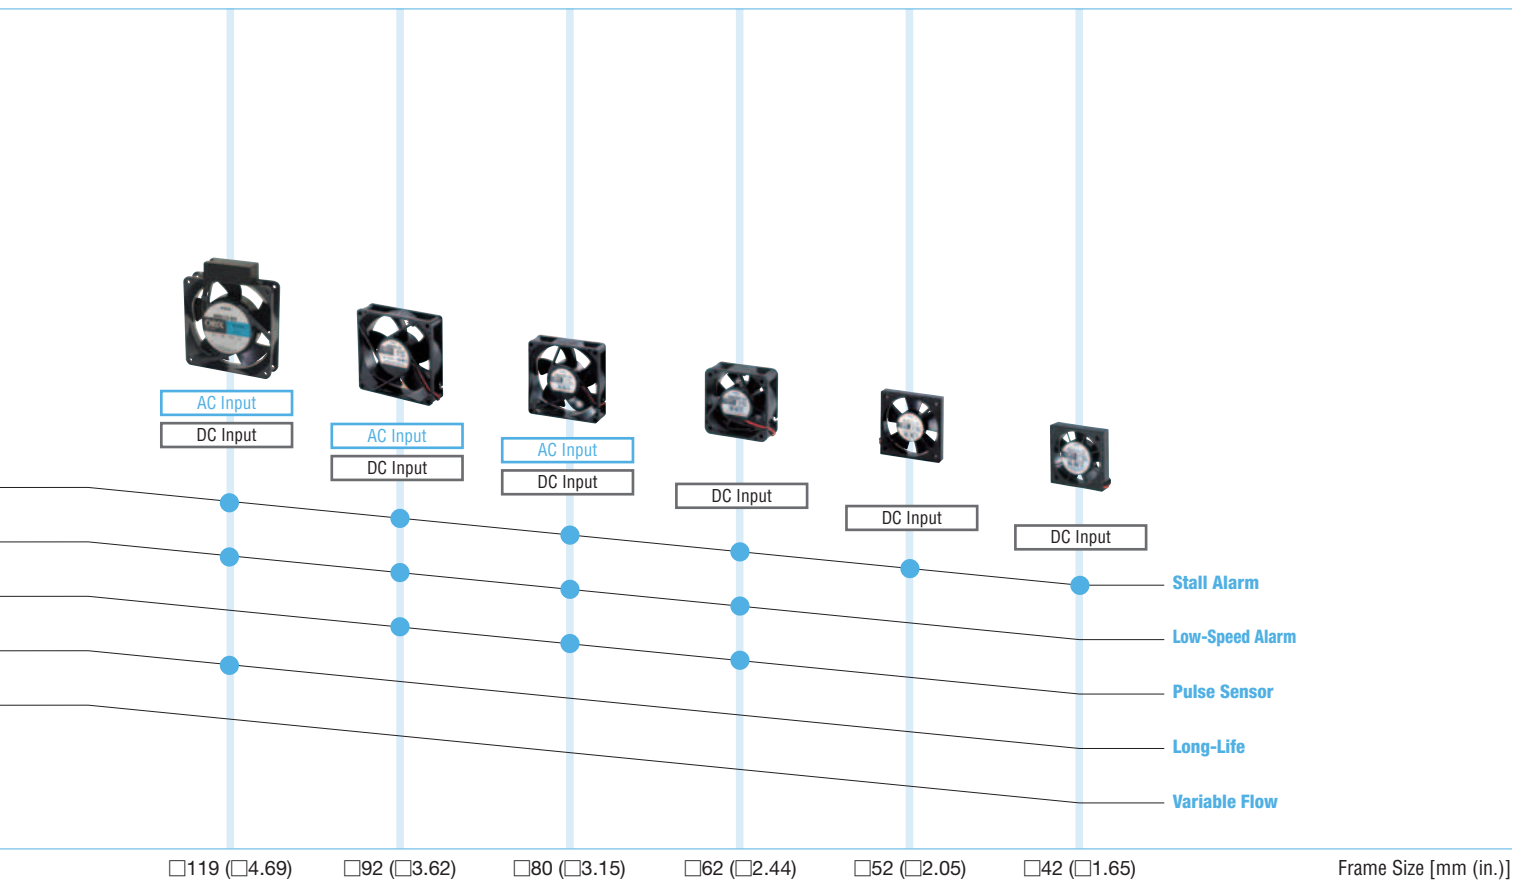 AC Input
DC Input
AC Input
DC Input
AC Input
DC Input
DC Input
DC Input
DC Input
Stall Alarm
Low-Speed Alarm
Pulse Sensor
Long-Life
Variable Flow
□119 (□4.69)
□92 (□3.62)
□80 (□3.15)
□62 (□2.44)
□52 (□2.05)
□42 (□1.65)
Frame Size [mm (in.)]